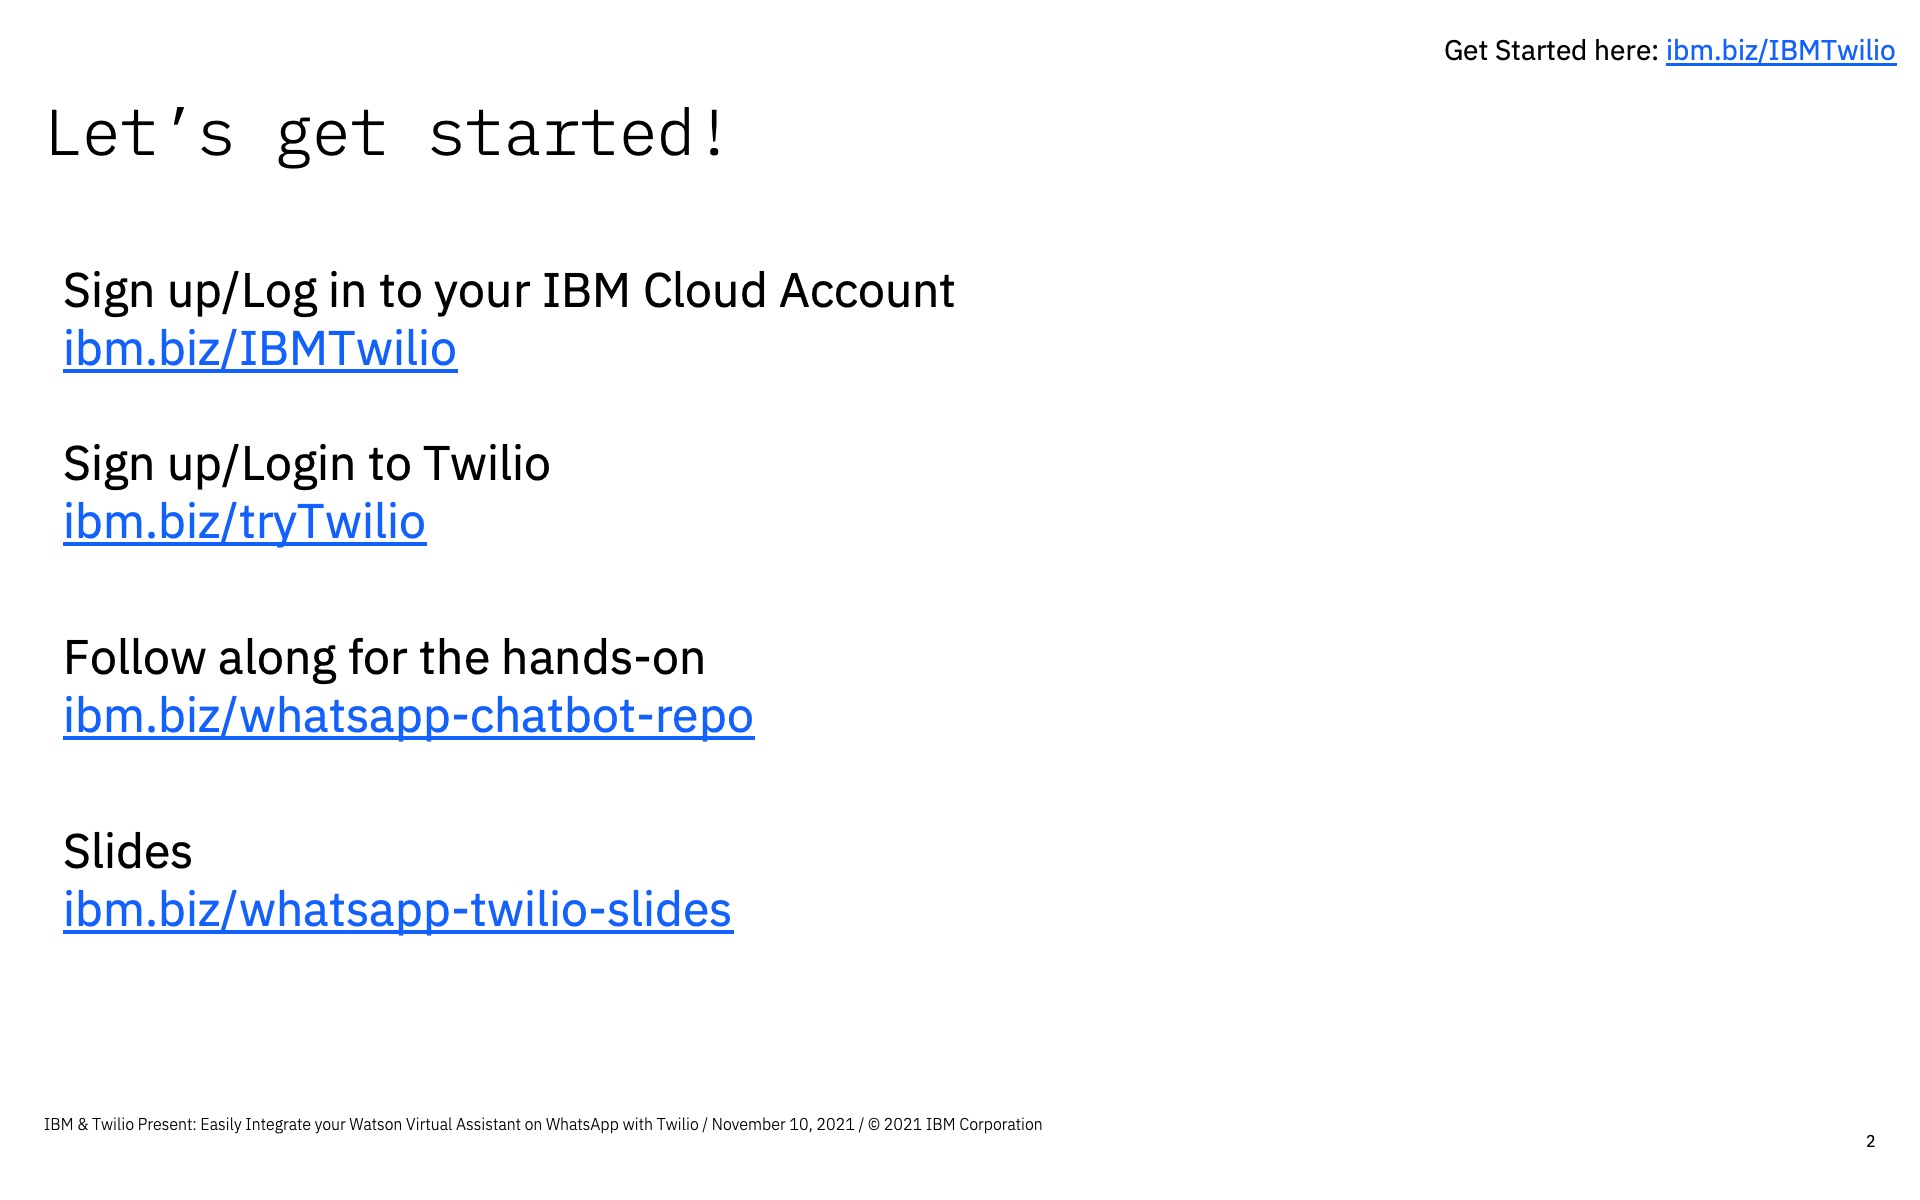 Get Started here: ibm.biz/IBMTwilio
Let’s get started!
Sign up/Log in to your IBM Cloud Account
ibm.biz/IBMTwilio
Sign up/Login to Twilio
ibm.biz/tryTwilio
Follow along for the hands-on
ibm.biz/whatsapp-chatbot-repo
Slides
ibm.biz/whatsapp-twilio-slides
IBM & Twilio Present: Easily Integrate your Watson Virtual Assistant on WhatsApp with Twilio / November 10, 2021 / © 2021 IBM Corporation
2